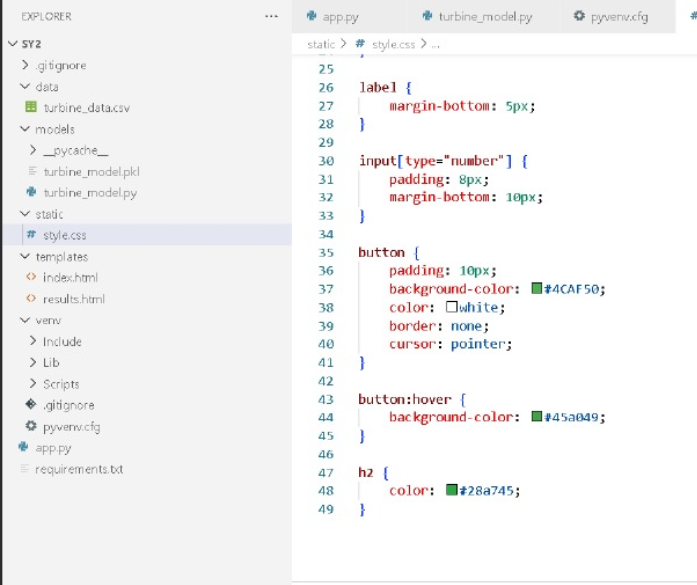 EXPLORER
SY2
.gitignore
data
turbine_data.csv
models
__pycache__
turbine_model.pkl
turbine_model.py
static
# style.css
templates
<> index.html
<> results.html
venv
Include
Lib
Scripts
.gitignore
pyvenv.cfg
app.py
requirements.txt
app.py turbine_model.py pyvenv.cfg #
static > # style.css > ...
25
26 label {
27 margin-bottom: 5px;
28 }
29
30 input[type="number"] {
31 padding: 8px;
32 margin-bottom: 10px;
33 }
34
35 button {
36 padding: 10px;
37 background-color: #4CAF50;
38 color: white;
39 border: none;
40 cursor: pointer;
41 }
42
43 button:hover {
44 background-color: #45a049;
45 }
46
47 h2 {
48 color: #28a745;
49 }